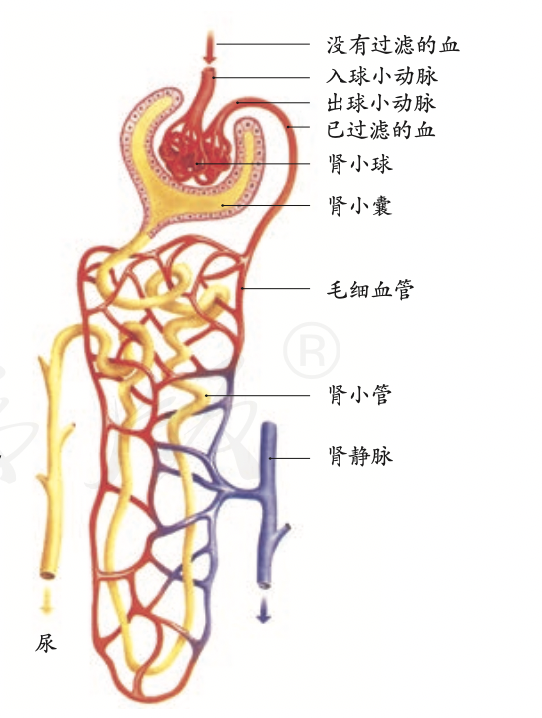 没有过滤的血
入球小动脉
出球小动脉
已过滤的血
肾小球
肾小囊
毛细血管
®
肾小管
肾静脉
尿